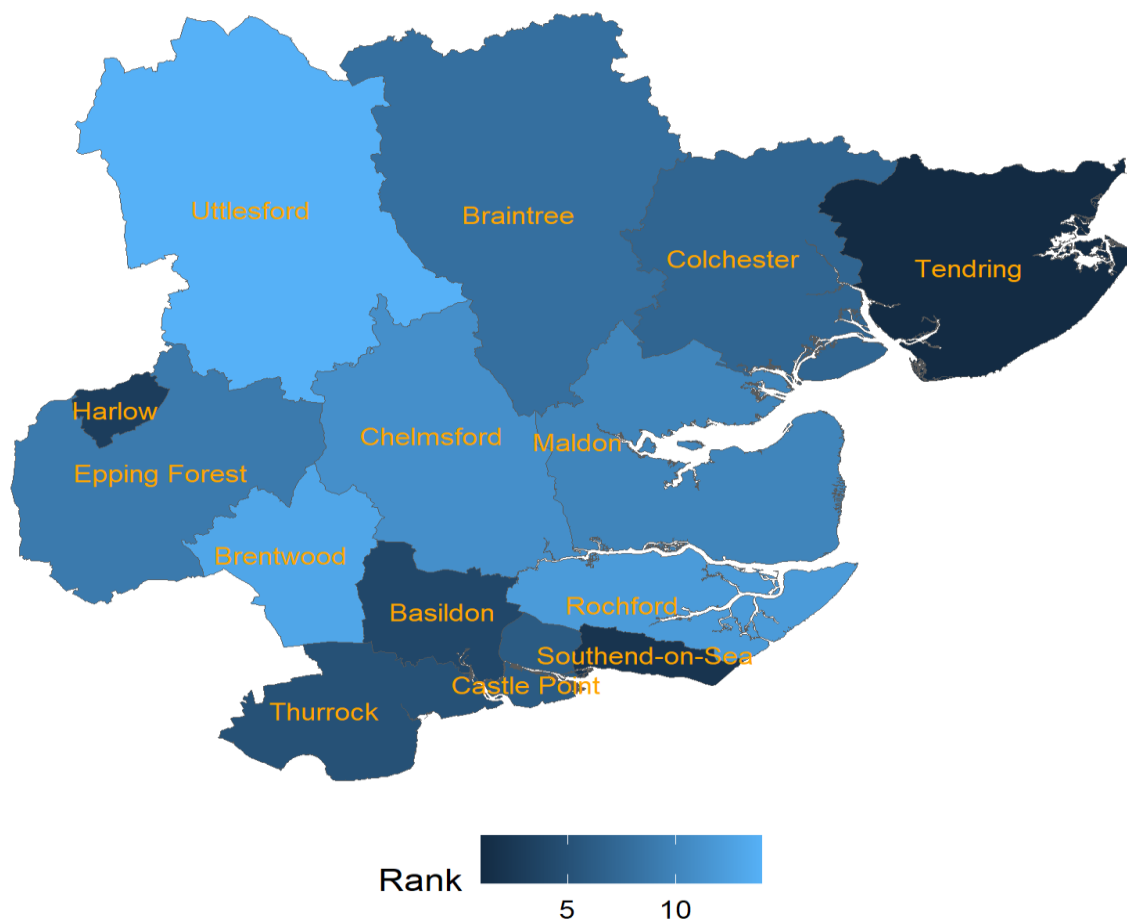 Uttlesford
Braintree
Colchester
Tendring
Harlow
Chelmsford
Maldon
Epping Forest
Brentwood
Basildon
Rochford
Southend-on-Sea
Castle Point
Thurrock
Rank
5 10